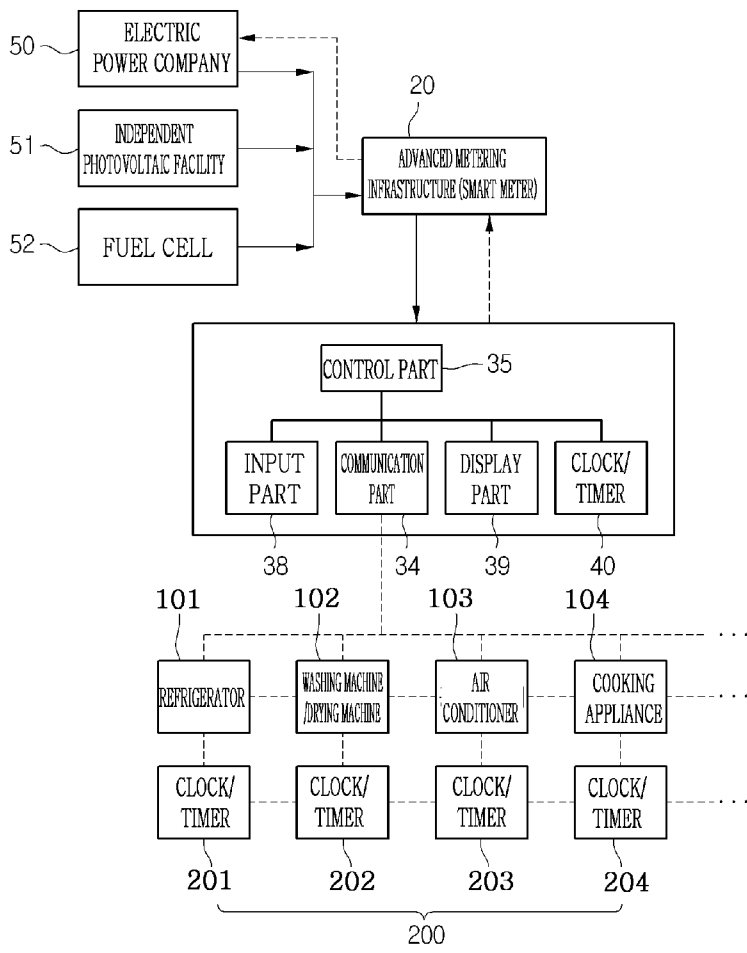 50
ELECTRIC
POWER COMPANY
20
51
INDEPENDENT
PHOTOVOLTAIC FACILITY
ADVANCED METERING
INFRASTRUCTURE (SMART METER)
52
FUEL CELL
CONTROL PART
35
INPUT
PART
COMMUNICATION
PART
DISPLAY
PART
CLOCK/
TIMER
38
34
39
40
101
102
103
104
REFRIGERATOR
WASHING MACHINE
/DRYING MACHINE
AIR
CONDITIONER
COOKING
APPLIANCE
CLOCK/
TIMER
CLOCK/
TIMER
CLOCK/
TIMER
CLOCK/
TIMER
201
202
203
204
200